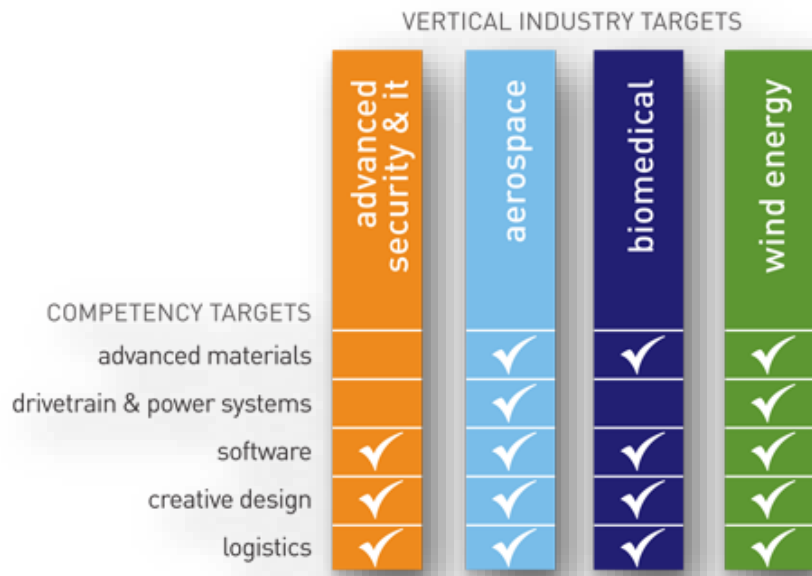 VERTICAL INDUSTRY TARGETS
advanced
security & it
aerospace
biomedical
wind energy
COMPETENCY TARGETS
advanced materials
drivetrain & power systems
software
creative design
logistics